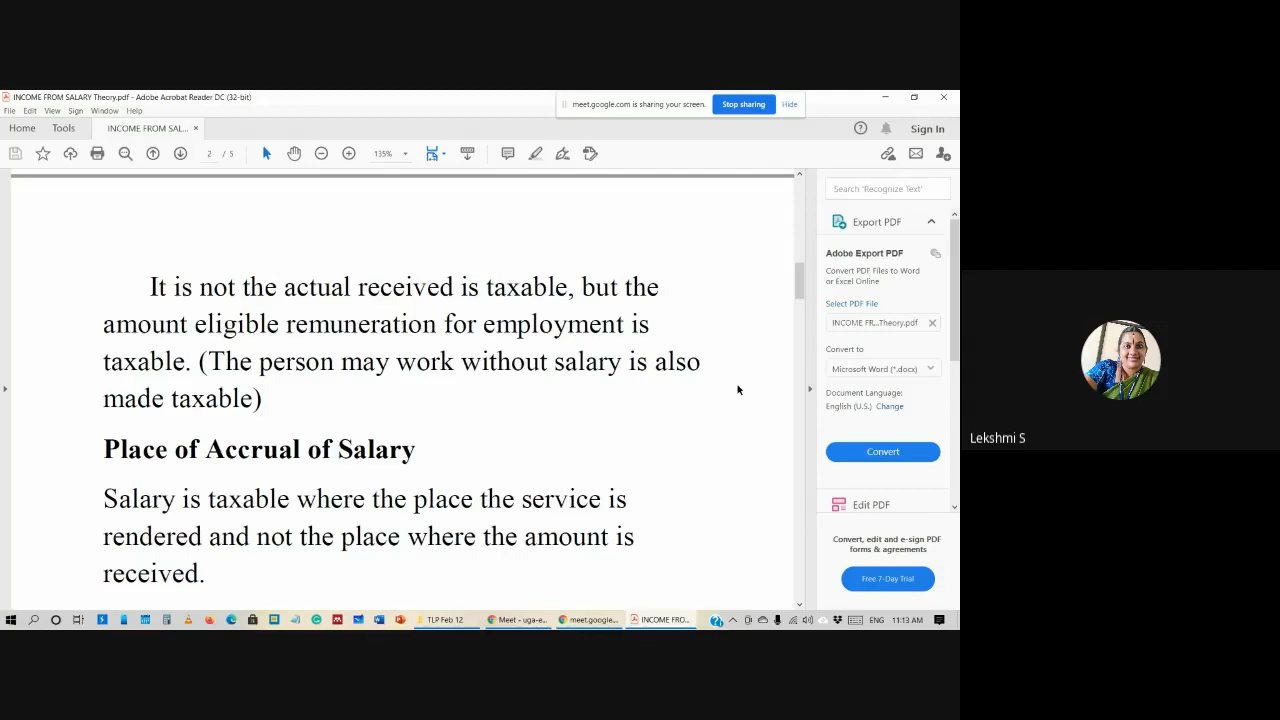 INCOME FROM SALARY Theory.pdf - Adobe Acrobat Reader DC (32-bit)
File Edit View Sign Window Help
meet.google.com is sharing your screen. Stop sharing Hide
Home Tools INCOME FROM SAL... × Sign In
2 / 5 135%
It is not the actual received is taxable, but the
amount eligible remuneration for employment is
taxable. (The person may work without salary is also
made taxable)
Place of Accrual of Salary
Salary is taxable where the place the service is
rendered and not the place where the amount is
received.
Search 'Recognize Text'
Export PDF
Adobe Export PDF
Convert PDF Files to Word
or Excel Online
Select PDF File
INCOME FR...Theory.pdf
Convert to
Microsoft Word (*.docx)
Document Language:
English (U.S.) Change
Convert
Edit PDF
Convert, edit and e-sign PDF
forms & agreements
Free 7-Day Trial
Lekshmi S
TLP Feb 12 Meet - uga-e... meet.google... INCOME FRO... ENG 11:13 AM